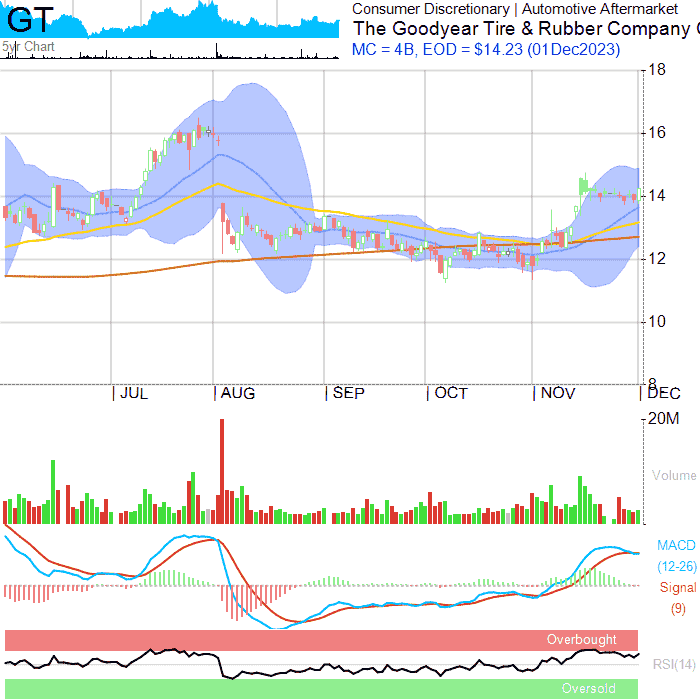 GT
5yr Chart
Consumer Discretionary | Automotive Aftermarket
The Goodyear Tire & Rubber Company
MC = 4B, EOD = $14.23 (01Dec2023)
18
16
14
12
10
8
JUL AUG SEP OCT NOV DEC
20M
Volume
MACD
(12-26)
Signal
(9)
Overbought
RSI(14)
Oversold